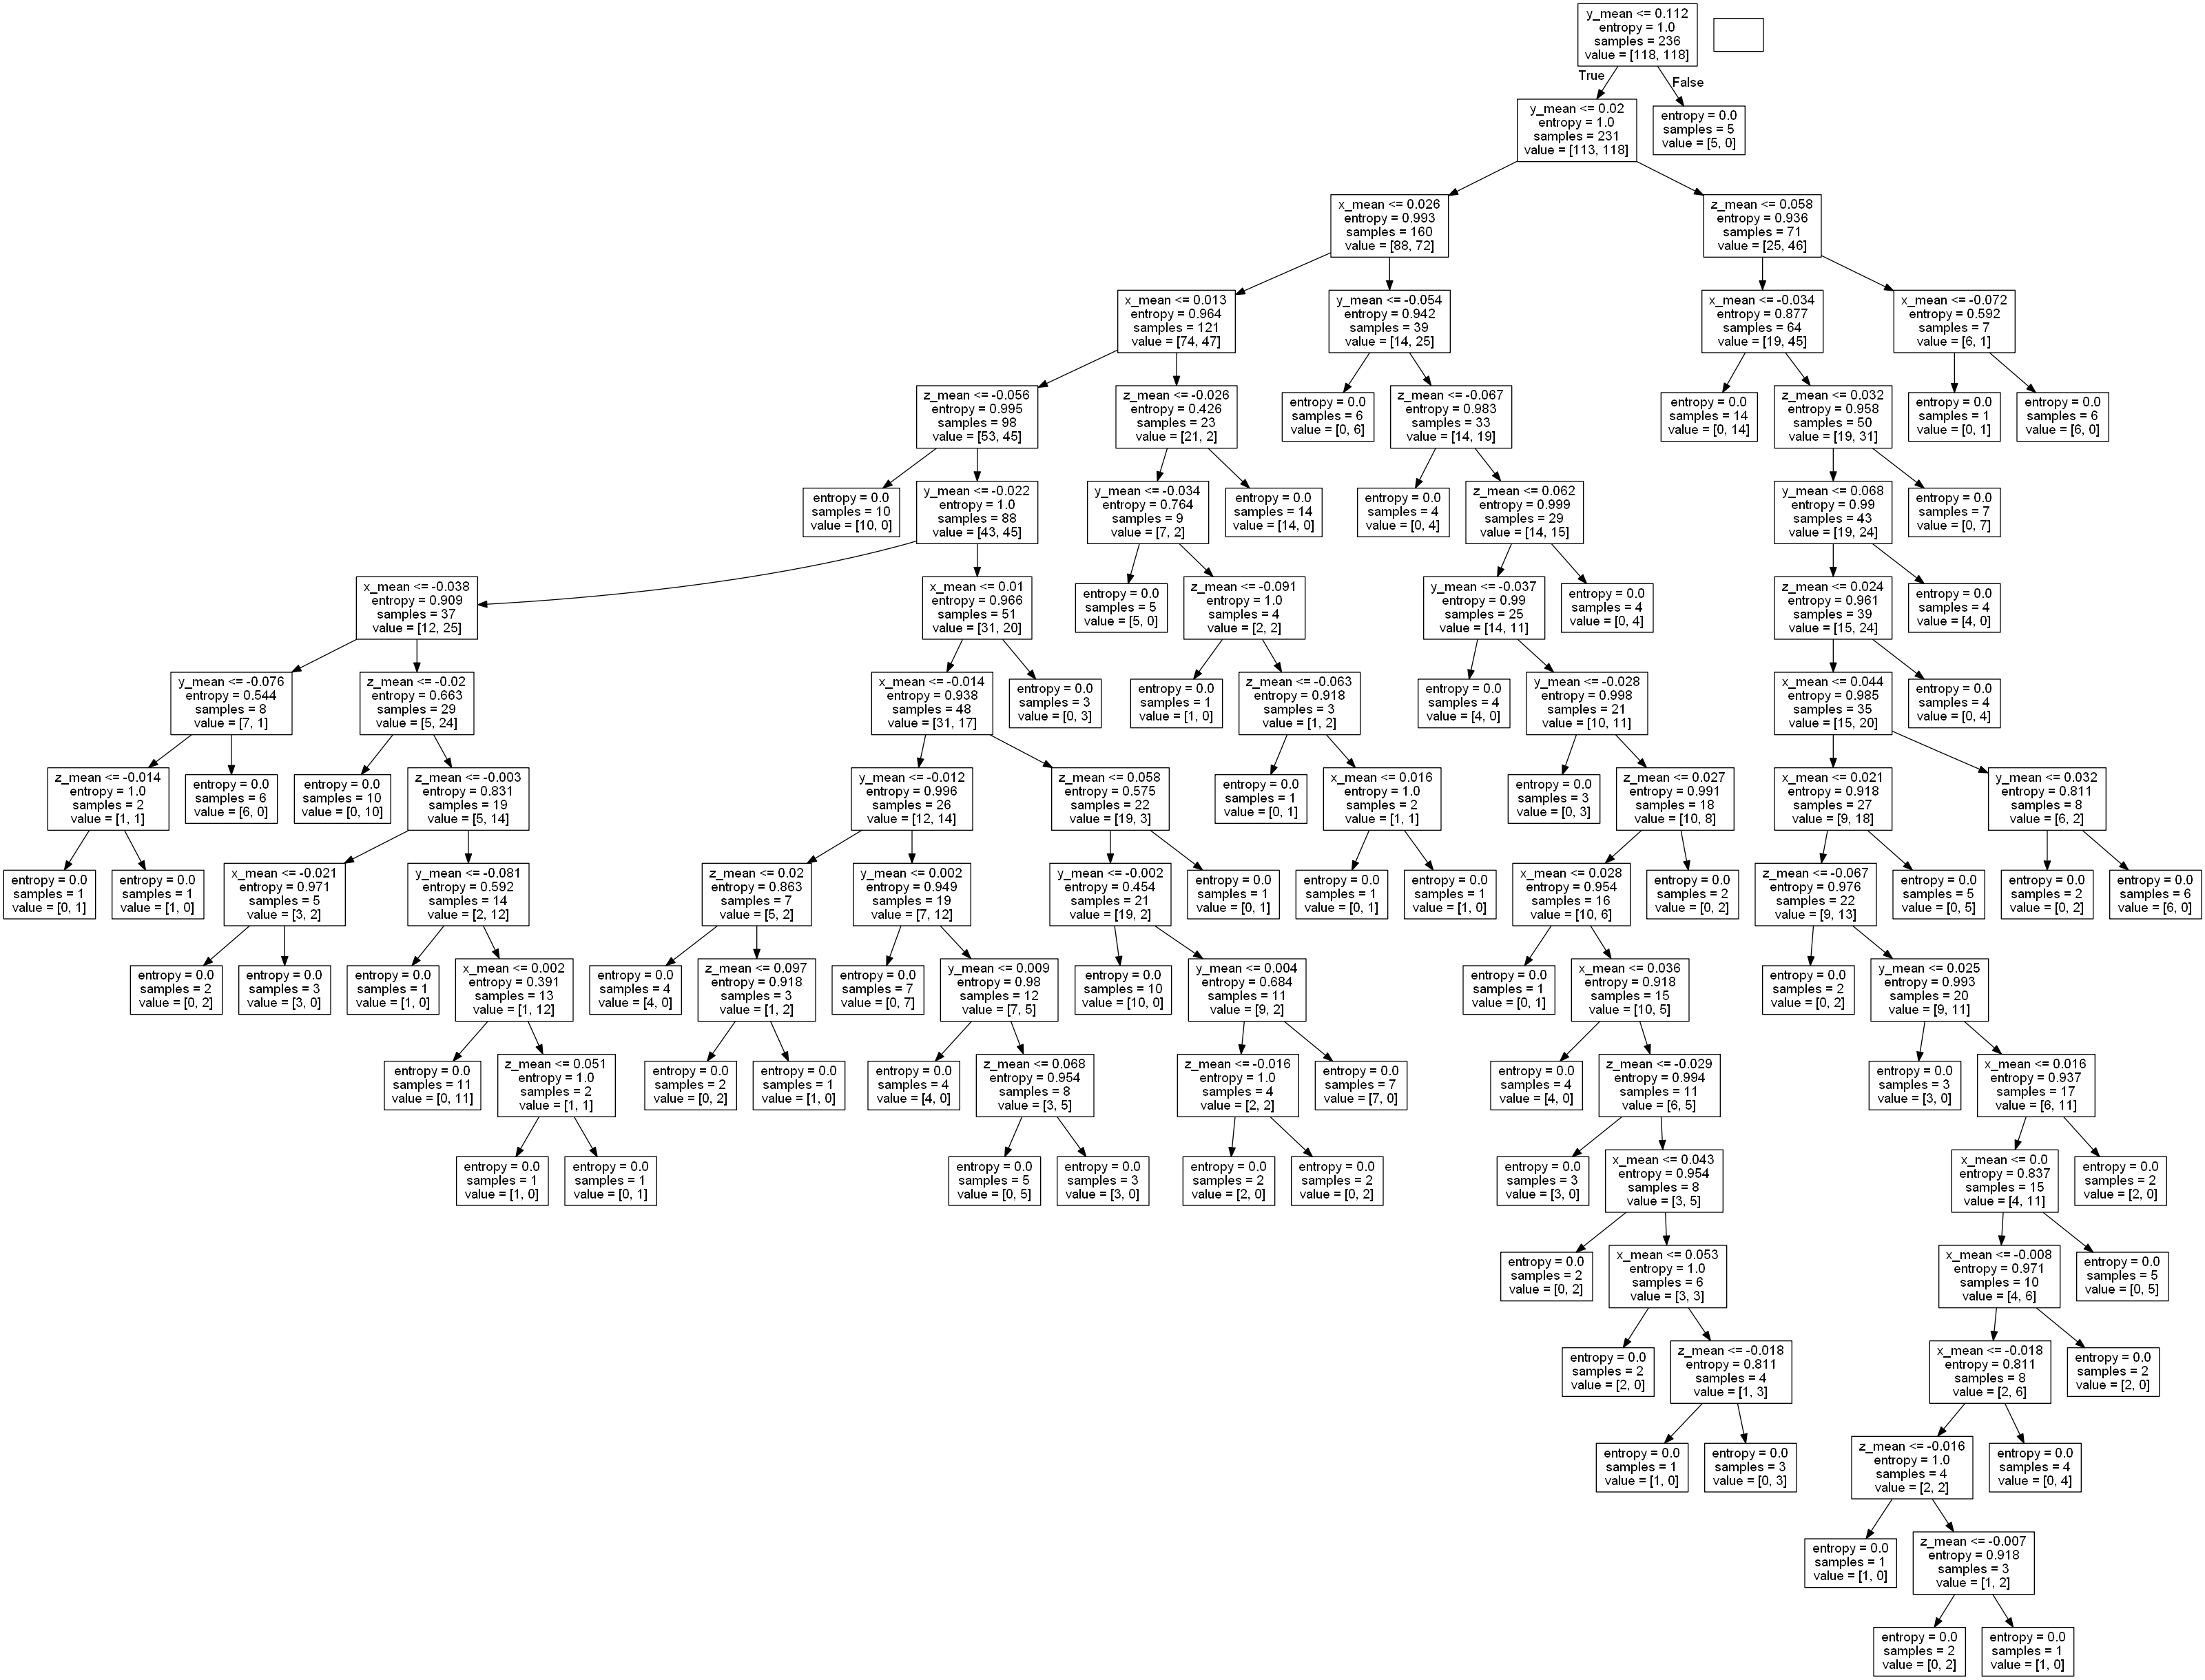 y_mean <= 0.112
entropy = 1.0
samples = 236
value = [118, 118]
True
False
y_mean <= 0.02
entropy = 1.0
samples = 231
value = [113, 118]
entropy = 0.0
samples = 5
value = [5, 0]
x_mean <= 0.026
entropy = 0.993
samples = 160
value = [88, 72]
z_mean <= 0.058
entropy = 0.936
samples = 71
value = [25, 46]
x_mean <= 0.013
entropy = 0.964
samples = 121
value = [74, 47]
y_mean <= -0.054
entropy = 0.942
samples = 39
value = [14, 25]
x_mean <= -0.034
entropy = 0.877
samples = 64
value = [19, 45]
x_mean <= -0.072
entropy = 0.592
samples = 7
value = [6, 1]
z_mean <= -0.056
entropy = 0.995
samples = 98
value = [53, 45]
z_mean <= -0.026
entropy = 0.426
samples = 23
value = [21, 2]
entropy = 0.0
samples = 6
value = [0, 6]
z_mean <= -0.067
entropy = 0.983
samples = 33
value = [14, 19]
entropy = 0.0
samples = 14
value = [0, 14]
z_mean <= 0.032
entropy = 0.958
samples = 50
value = [19, 31]
entropy = 0.0
samples = 1
value = [0, 1]
entropy = 0.0
samples = 6
value = [6, 0]
entropy = 0.0
samples = 10
value = [10, 0]
y_mean <= -0.022
entropy = 1.0
samples = 88
value = [43, 45]
y_mean <= -0.034
entropy = 0.764
samples = 9
value = [7, 2]
entropy = 0.0
samples = 14
value = [14, 0]
entropy = 0.0
samples = 4
value = [0, 4]
z_mean <= 0.062
entropy = 0.999
samples = 29
value = [14, 15]
y_mean <= 0.068
entropy = 0.99
samples = 43
value = [19, 24]
entropy = 0.0
samples = 7
value = [0, 7]
x_mean <= -0.038
entropy = 0.909
samples = 37
value = [12, 25]
x_mean <= 0.01
entropy = 0.966
samples = 51
value = [31, 20]
entropy = 0.0
samples = 5
value = [5, 0]
z_mean <= -0.091
entropy = 1.0
samples = 4
value = [2, 2]
y_mean <= -0.037
entropy = 0.99
samples = 25
value = [14, 11]
entropy = 0.0
samples = 4
value = [0, 4]
z_mean <= 0.024
entropy = 0.961
samples = 39
value = [15, 24]
entropy = 0.0
samples = 4
value = [4, 0]
y_mean <= -0.076
entropy = 0.544
samples = 8
value = [7, 1]
z_mean <= -0.02
entropy = 0.663
samples = 29
value = [5, 24]
x_mean <= -0.014
entropy = 0.938
samples = 48
value = [31, 17]
entropy = 0.0
samples = 3
value = [0, 3]
entropy = 0.0
samples = 1
value = [1, 0]
z_mean <= -0.063
entropy = 0.918
samples = 3
value = [1, 2]
entropy = 0.0
samples = 4
value = [4, 0]
y_mean <= -0.028
entropy = 0.998
samples = 21
value = [10, 11]
x_mean <= 0.044
entropy = 0.985
samples = 35
value = [15, 20]
entropy = 0.0
samples = 4
value = [0, 4]
z_mean <= -0.014
entropy = 1.0
samples = 2
value = [1, 1]
entropy = 0.0
samples = 6
value = [6, 0]
entropy = 0.0
samples = 10
value = [0, 10]
z_mean <= -0.003
entropy = 0.831
samples = 19
value = [5, 14]
y_mean <= -0.012
entropy = 0.996
samples = 26
value = [12, 14]
z_mean <= 0.058
entropy = 0.575
samples = 22
value = [19, 3]
entropy = 0.0
samples = 1
value = [0, 1]
x_mean <= 0.016
entropy = 1.0
samples = 2
value = [1, 1]
entropy = 0.0
samples = 3
value = [0, 3]
z_mean <= 0.027
entropy = 0.991
samples = 18
value = [10, 8]
x_mean <= 0.021
entropy = 0.918
samples = 27
value = [9, 18]
y_mean <= 0.032
entropy = 0.811
samples = 8
value = [6, 2]
entropy = 0.0
samples = 1
value = [0, 1]
entropy = 0.0
samples = 1
value = [1, 0]
x_mean <= -0.021
entropy = 0.971
samples = 5
value = [3, 2]
y_mean <= -0.081
entropy = 0.592
samples = 14
value = [2, 12]
z_mean <= 0.02
entropy = 0.863
samples = 7
value = [5, 2]
y_mean <= 0.002
entropy = 0.949
samples = 19
value = [7, 12]
y_mean <= -0.002
entropy = 0.454
samples = 21
value = [19, 2]
entropy = 0.0
samples = 1
value = [0, 1]
entropy = 0.0
samples = 1
value = [0, 1]
entropy = 0.0
samples = 1
value = [1, 0]
x_mean <= 0.028
entropy = 0.954
samples = 16
value = [10, 6]
entropy = 0.0
samples = 2
value = [0, 2]
z_mean <= -0.067
entropy = 0.976
samples = 22
value = [9, 13]
entropy = 0.0
samples = 5
value = [0, 5]
entropy = 0.0
samples = 2
value = [0, 2]
entropy = 0.0
samples = 6
value = [6, 0]
entropy = 0.0
samples = 2
value = [0, 2]
entropy = 0.0
samples = 3
value = [3, 0]
entropy = 0.0
samples = 1
value = [1, 0]
x_mean <= 0.002
entropy = 0.391
samples = 13
value = [1, 12]
entropy = 0.0
samples = 4
value = [4, 0]
z_mean <= 0.097
entropy = 0.918
samples = 3
value = [1, 2]
entropy = 0.0
samples = 7
value = [0, 7]
y_mean <= 0.009
entropy = 0.98
samples = 12
value = [7, 5]
entropy = 0.0
samples = 10
value = [10, 0]
y_mean <= 0.004
entropy = 0.684
samples = 11
value = [9, 2]
entropy = 0.0
samples = 1
value = [0, 1]
x_mean <= 0.036
entropy = 0.918
samples = 15
value = [10, 5]
entropy = 0.0
samples = 2
value = [0, 2]
y_mean <= 0.025
entropy = 0.993
samples = 20
value = [9, 11]
entropy = 0.0
samples = 11
value = [0, 11]
z_mean <= 0.051
entropy = 1.0
samples = 2
value = [1, 1]
entropy = 0.0
samples = 2
value = [0, 2]
entropy = 0.0
samples = 1
value = [1, 0]
entropy = 0.0
samples = 4
value = [4, 0]
z_mean <= 0.068
entropy = 0.954
samples = 8
value = [3, 5]
z_mean <= -0.016
entropy = 1.0
samples = 4
value = [2, 2]
entropy = 0.0
samples = 7
value = [7, 0]
entropy = 0.0
samples = 4
value = [4, 0]
z_mean <= -0.029
entropy = 0.994
samples = 11
value = [6, 5]
entropy = 0.0
samples = 3
value = [3, 0]
x_mean <= 0.016
entropy = 0.937
samples = 17
value = [6, 11]
entropy = 0.0
samples = 1
value = [1, 0]
entropy = 0.0
samples = 1
value = [0, 1]
entropy = 0.0
samples = 5
value = [0, 5]
entropy = 0.0
samples = 3
value = [3, 0]
entropy = 0.0
samples = 2
value = [2, 0]
entropy = 0.0
samples = 2
value = [0, 2]
entropy = 0.0
samples = 3
value = [3, 0]
x_mean <= 0.043
entropy = 0.954
samples = 8
value = [3, 5]
x_mean <= 0.0
entropy = 0.837
samples = 15
value = [4, 11]
entropy = 0.0
samples = 2
value = [2, 0]
entropy = 0.0
samples = 2
value = [0, 2]
x_mean <= 0.053
entropy = 1.0
samples = 6
value = [3, 3]
x_mean <= -0.008
entropy = 0.971
samples = 10
value = [4, 6]
entropy = 0.0
samples = 5
value = [0, 5]
entropy = 0.0
samples = 2
value = [2, 0]
z_mean <= -0.018
entropy = 0.811
samples = 4
value = [1, 3]
x_mean <= -0.018
entropy = 0.811
samples = 8
value = [2, 6]
entropy = 0.0
samples = 2
value = [2, 0]
entropy = 0.0
samples = 1
value = [1, 0]
entropy = 0.0
samples = 3
value = [0, 3]
z_mean <= -0.016
entropy = 1.0
samples = 4
value = [2, 2]
entropy = 0.0
samples = 4
value = [0, 4]
entropy = 0.0
samples = 1
value = [1, 0]
z_mean <= -0.007
entropy = 0.918
samples = 3
value = [1, 2]
entropy = 0.0
samples = 2
value = [0, 2]
entropy = 0.0
samples = 1
value = [1, 0]